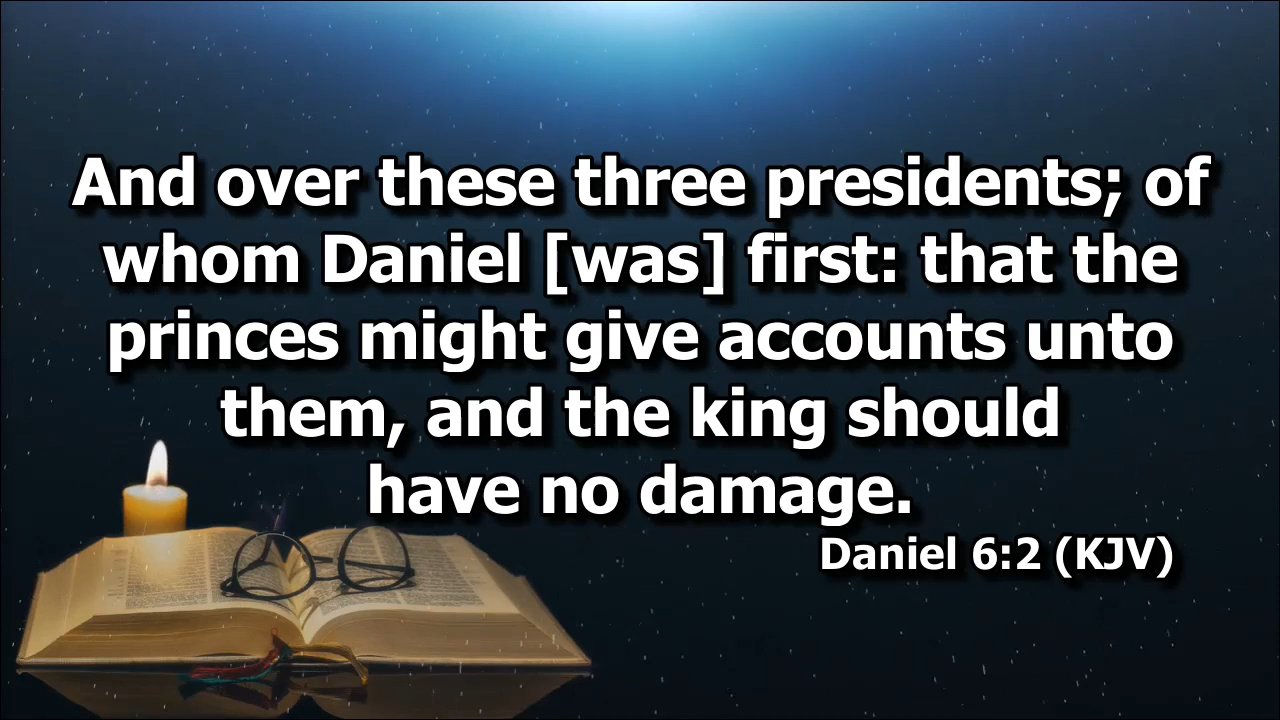 And over these three presidents; of
whom Daniel [was] first: that the
princes might give accounts unto
them, and the king should
have no damage.
Daniel 6:2 (KJV)